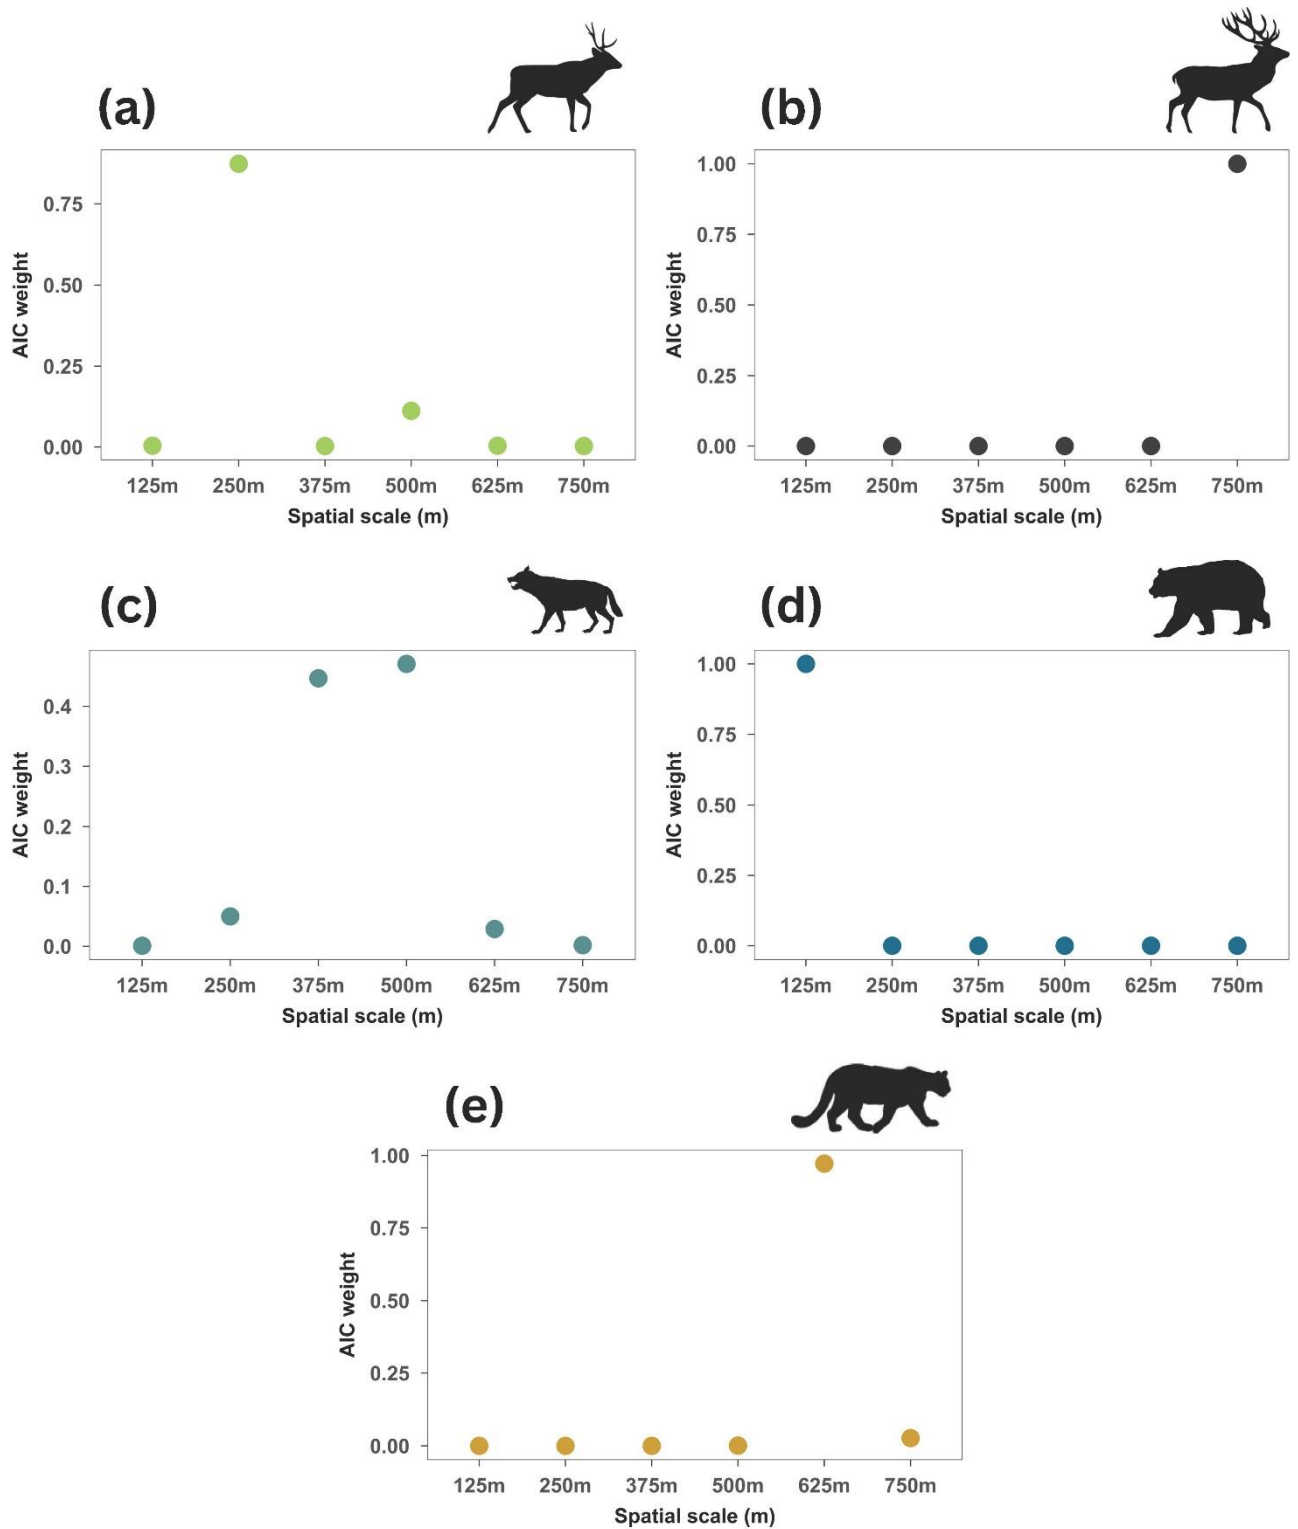 (a)
0.75
0.50
0.25
0.00
AIC weight
125m 250m 375m 500m 625m 750m
Spatial scale (m)
(b)
1.00
0.75
0.50
0.25
0.00
AIC weight
125m 250m 375m 500m 625m 750m
Spatial scale (m)
(c)
0.4
0.3
0.2
0.1
0.0
AIC weight
125m 250m 375m 500m 625m 750m
Spatial scale (m)
(d)
1.00
0.75
0.50
0.25
0.00
AIC weight
125m 250m 375m 500m 625m 750m
Spatial scale (m)
(e)
1.00
0.75
0.50
0.25
0.00
AIC weight
125m 250m 375m 500m 625m 750m
Spatial scale (m)